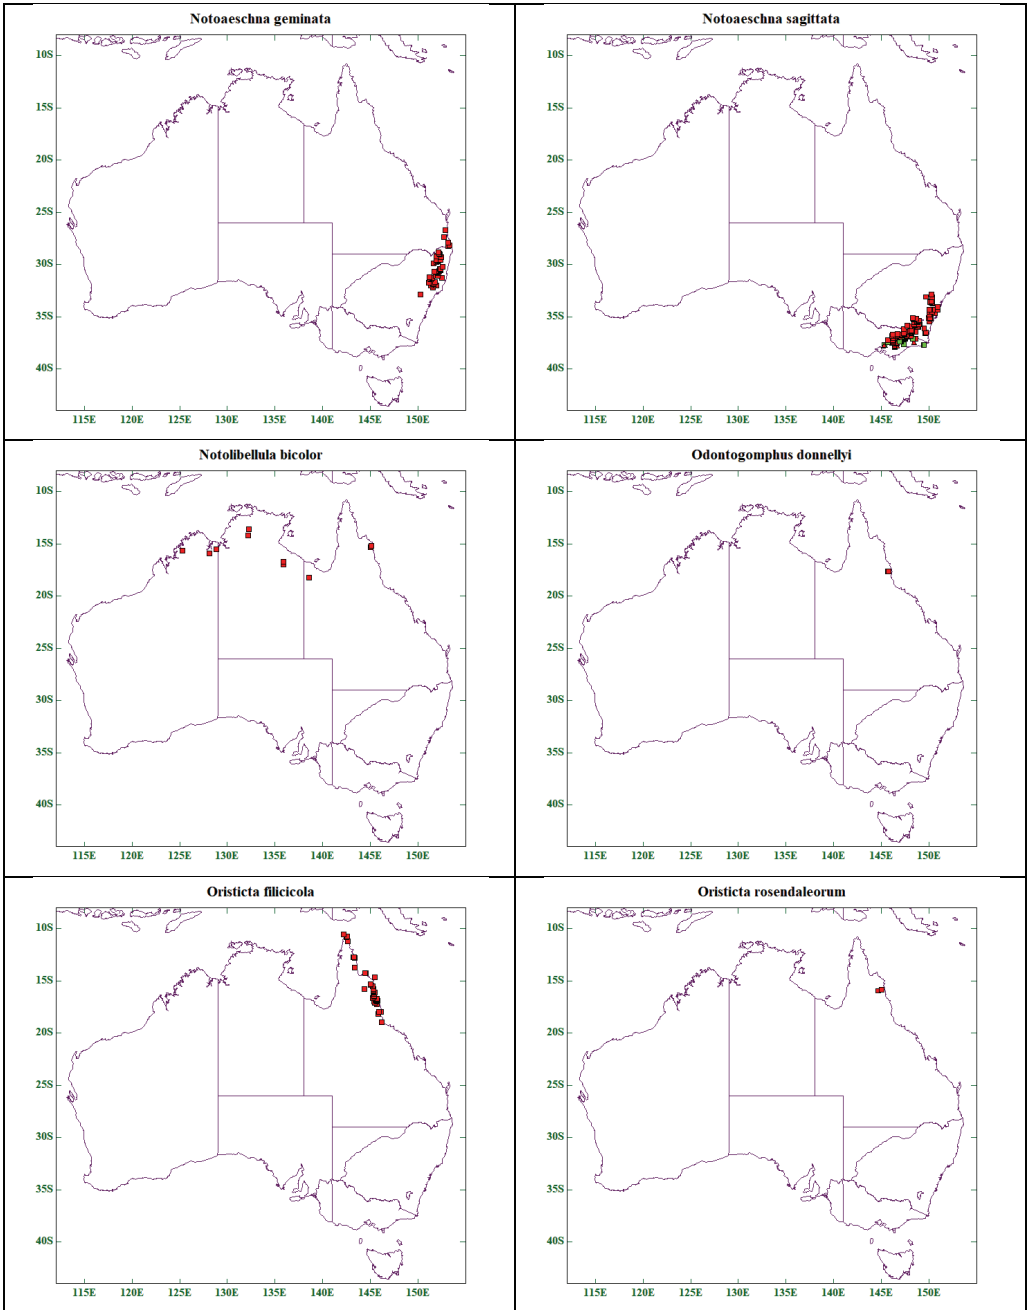 Notoaeschna geminata
10S
15S
20S
25S
30S
35S
40S
115E 120E 125E 130E 135E 140E 145E 150E
Notoaeschna sagittata
10S
15S
20S
25S
30S
35S
40S
115E 120E 125E 130E 135E 140E 145E 150E
Notolibellula bicolor
10S
15S
20S
25S
30S
35S
40S
115E 120E 125E 130E 135E 140E 145E 150E
Odontogomphus donnellyi
10S
15S
20S
25S
30S
35S
40S
115E 120E 125E 130E 135E 140E 145E 150E
Oristicta filicicola
10S
15S
20S
25S
30S
35S
40S
115E 120E 125E 130E 135E 140E 145E 150E
Oristicta rosendaleorum
10S
15S
20S
25S
30S
35S
40S
115E 120E 125E 130E 135E 140E 145E 150E